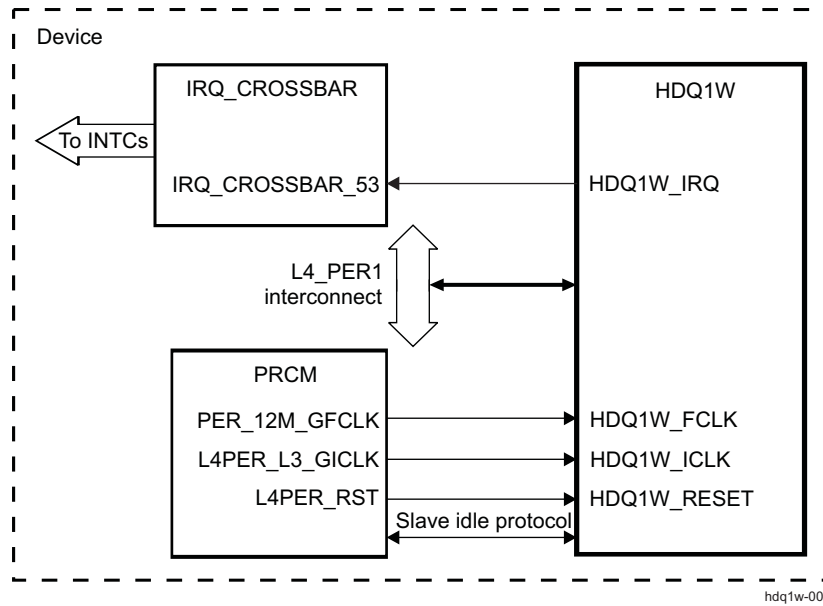 Device
IRQ_CROSSBAR
HDQ1W
To INTCs
IRQ_CROSSBAR_53
HDQ1W_IRQ
L4_PER1
interconnect
PRCM
PER_12M_GFCLK
HDQ1W_FCLK
L4PER_L3_GICLK
HDQ1W_ICLK
L4PER_RST
HDQ1W_RESET
Slave idle protocol
hdq1w-00